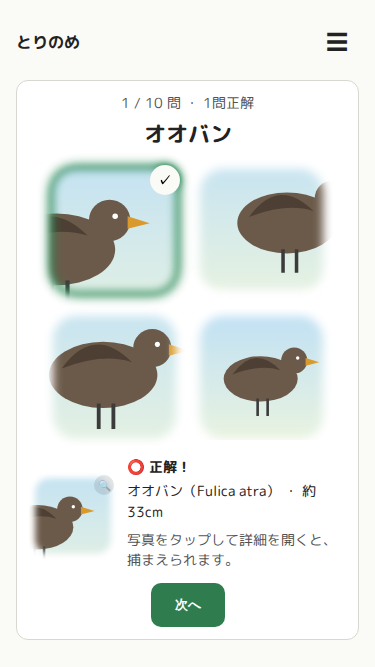 とりのめ
1 / 10 問 ・ 1問正解
オオバン
✓
⭕ 正解！
オオバン（Fulica atra） ・ 約
33cm
写真をタップして詳細を開くと、
捕まえられます。
次へ